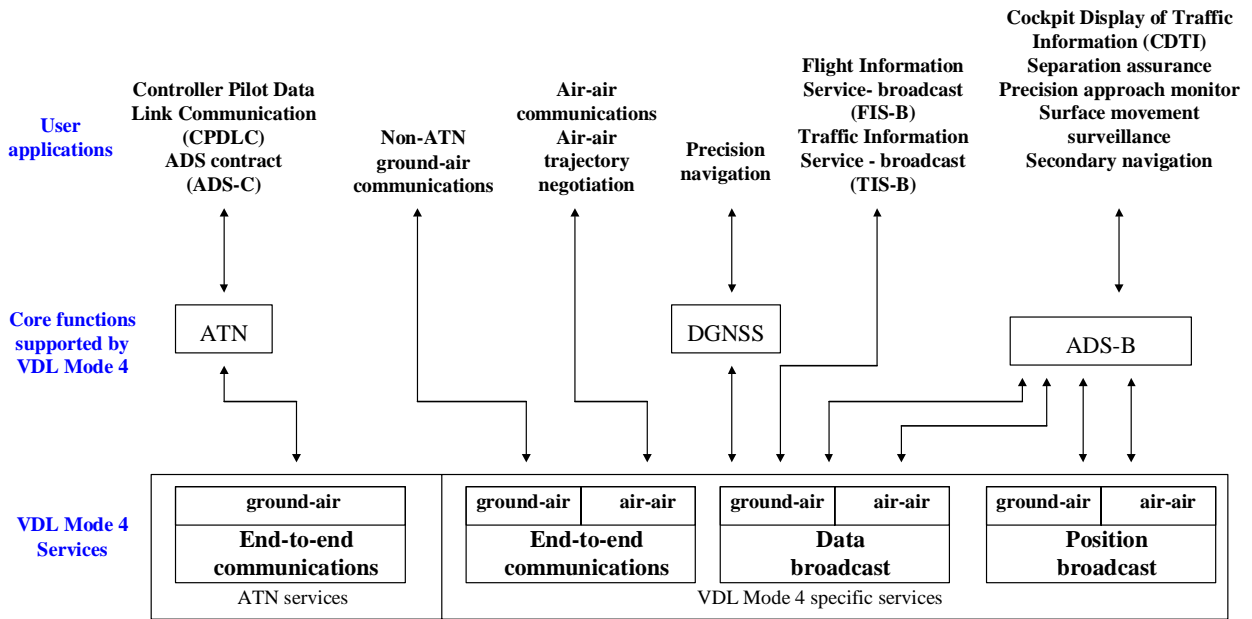 User
applications
Controller Pilot Data
Link Communication
(CPDLC)
ADS contract
(ADS-C)
Non-ATN
ground-air
communications
Air-air
communications
Air-air
trajectory
negotiation
Precision
navigation
Flight Information
Service- broadcast
(FIS-B)
Traffic Information
Service - broadcast
(TIS-B)
Cockpit Display of Traffic
Information (CDTI)
Separation assurance
Precision approach monitor
Surface movement
surveillance
Secondary navigation
Core functions
supported by
VDL Mode 4
ATN
DGNSS
ADS-B
VDL Mode 4
Services
ground-air
End-to-end
communications
ATN services
ground-air
air-air
End-to-end
communications
ground-air
air-air
Data
broadcast
ground-air
air-air
Position
broadcast
VDL Mode 4 specific services